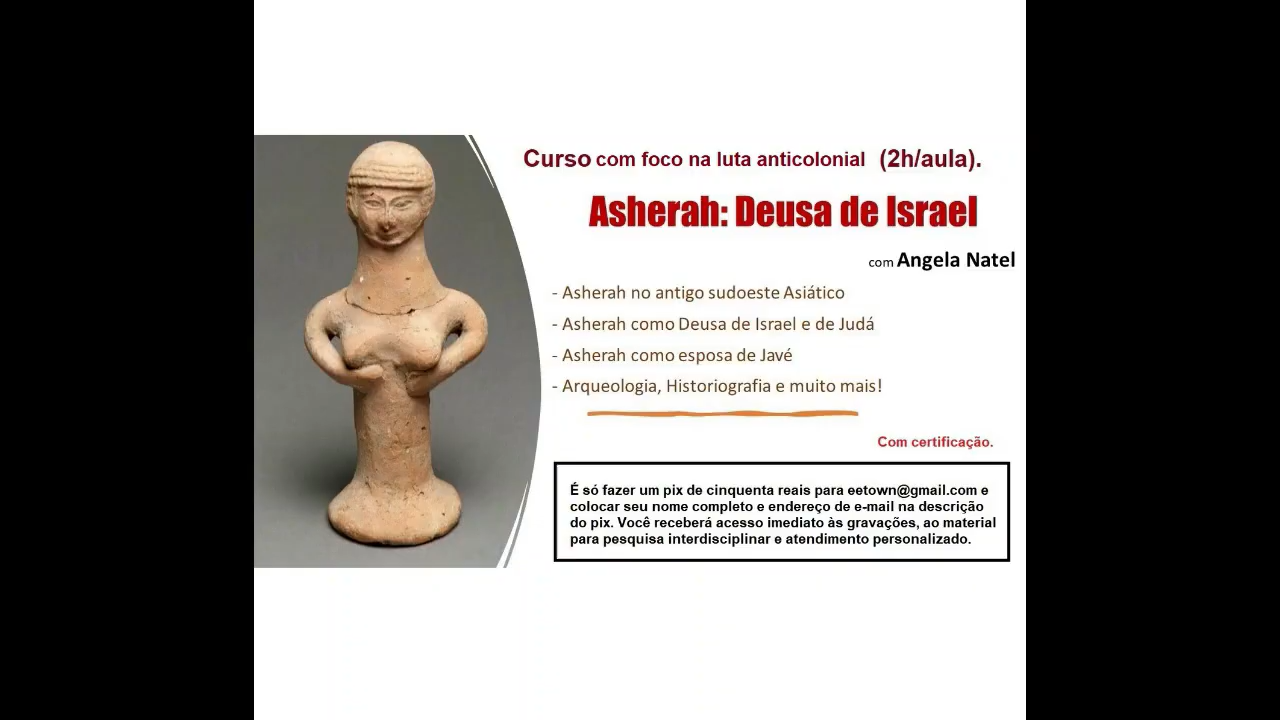 Curso com foco na luta anticolonial (2h/aula).
Asherah: Deusa de Israel
com Angela Natel
- Asherah no antigo sudoeste Asiático
- Asherah como Deusa de Israel e de Judá
- Asherah como esposa de Javé
- Arqueologia, Historiografia e muito mais!
Com certificação.
É só fazer um pix de cinquenta reais para eetown@gmail.com e
colocar seu nome completo e endereço de e-mail na descrição
do pix. Você receberá acesso imediato às gravações, ao material
para pesquisa interdisciplinar e atendimento personalizado.